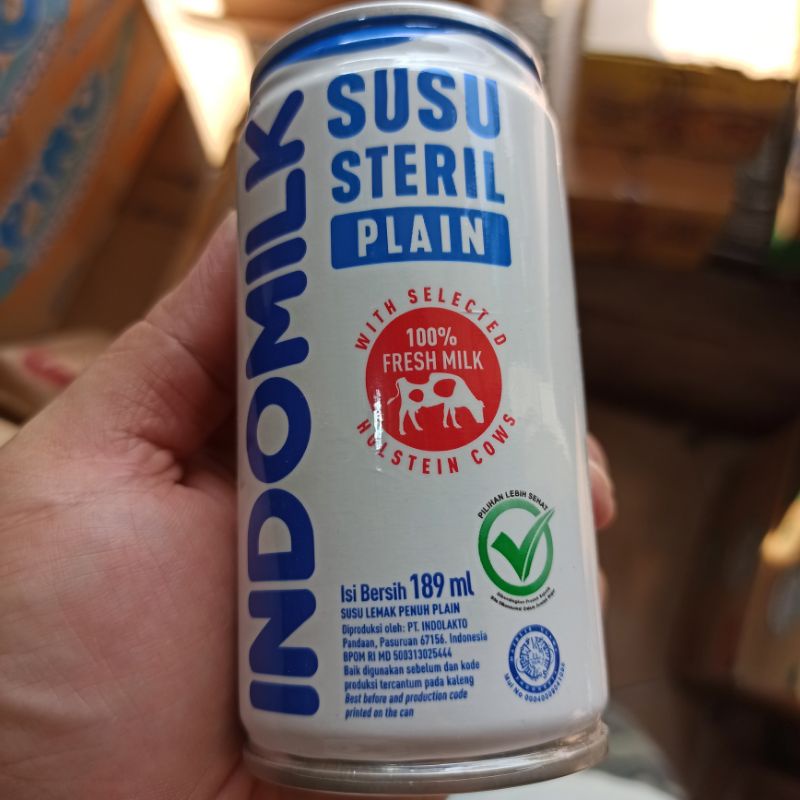 INDOMILK
SUSU
STERIL
PLAIN
WITH SELECTED
100%
FRESH MILK
HOLSTEIN COWS
PILIHAN LEBIH SEHAT
Isi Bersih 189 ml
SUSU LEMAK PENUH PLAIN
Diproduksi oleh: PT. INDOLAKTO
Pandaan, Pasuruan 67156. Indonesia
BPOM RI MD 500313025444
Baik digunakan sebelum dan kode
produksi tercantum pada kaleng
Best before and production code
printed on the can